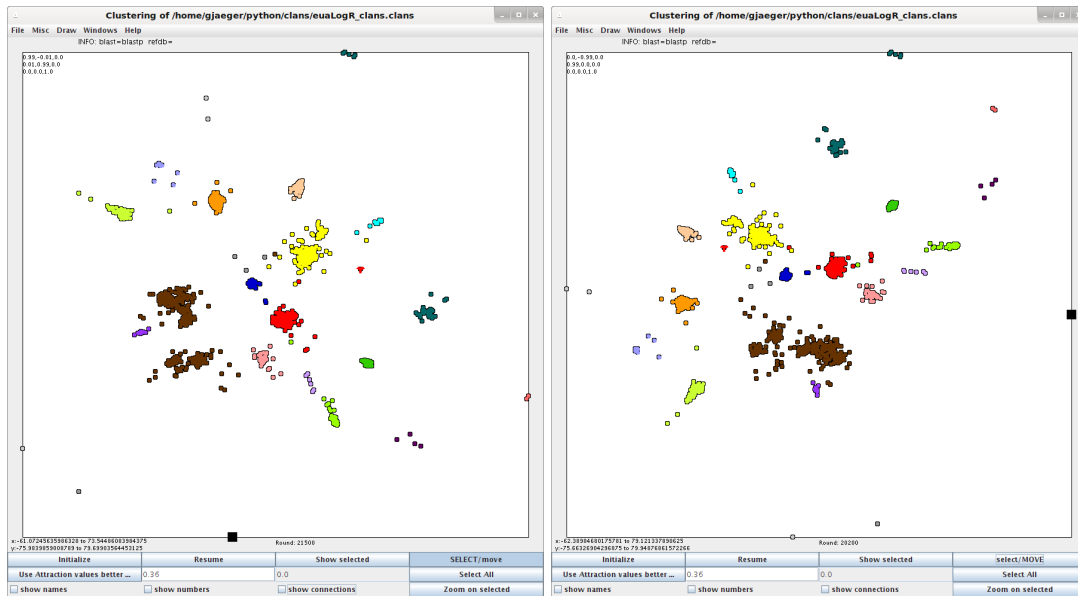 Clustering of /home/gjaeger/python/clans/euaLogR_clans.clans
File Misc Draw Windows Help
INFO: blast=blastp refdb=
0.99,-0.01,0.0
0.01,0.99,0.0
0.0,0.0,1.0
x:-61.07245635986328 to 73.54486083984375
y:-75.9839859008789 to 79.69903564453125
Round: 21500
Initialize Resume Show selected SELECT/move
Use Attraction values better ... 0.36 0.0 Select All
show names show numbers show connections Zoom on selected
Clustering of /home/gjaeger/python/clans/euaLogR_clans.clans
File Misc Draw Windows Help
INFO: blast=blastp refdb=
0.0,-0.99,0.0
0.99,0.0,0.0
0.0,0.0,1.0
x:-62.38984680175781 to 79.121337890625
y:-75.66326904296875 to 79.94876861572266
Round: 20200
Initialize Resume Show selected select/MOVE
Use Attraction values better ... 0.36 0.0 Select All
show names show numbers show connections Zoom on selected